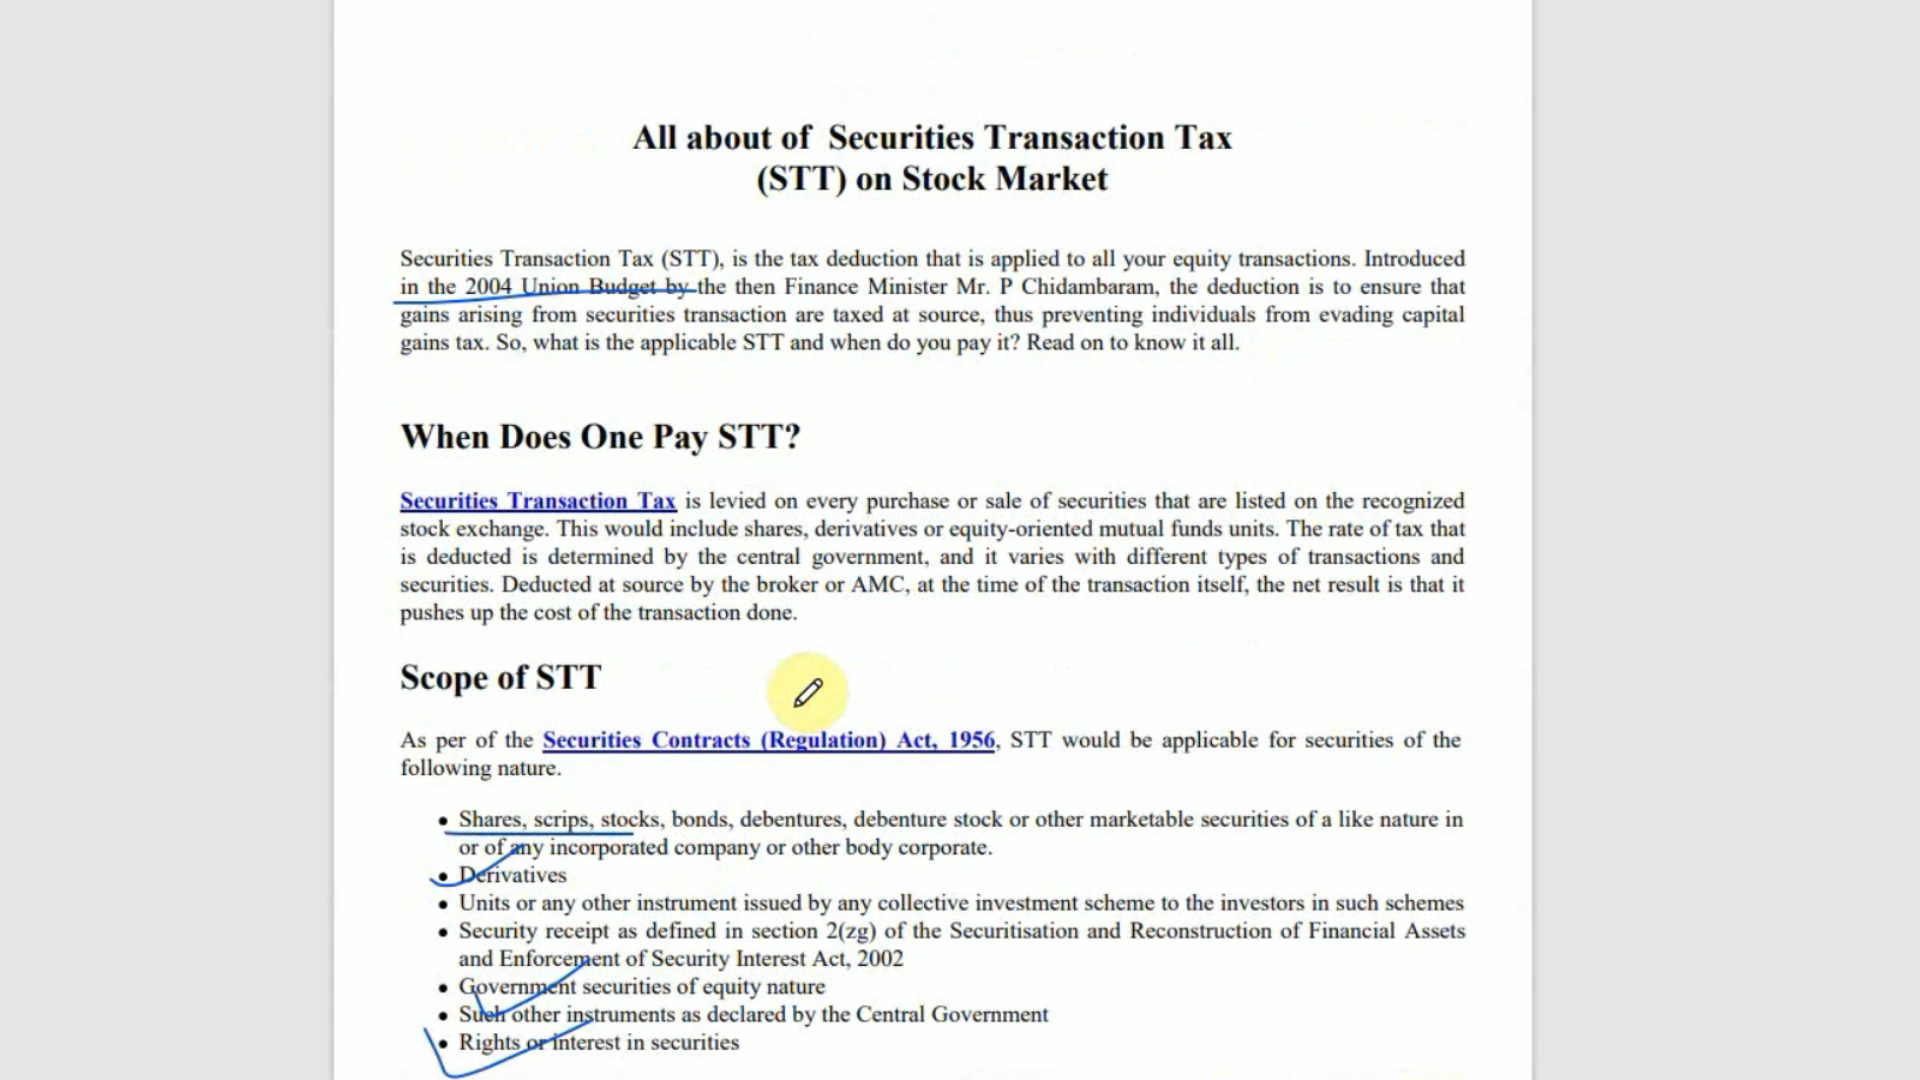 All about of Securities Transaction Tax
(STT) on Stock Market
Securities Transaction Tax (STT), is the tax deduction that is applied to all your equity transactions. Introduced
in the 2004 Union Budget by the then Finance Minister Mr. P Chidambaram, the deduction is to ensure that
gains arising from securities transaction are taxed at source, thus preventing individuals from evading capital
gains tax. So, what is the applicable STT and when do you pay it? Read on to know it all.
When Does One Pay STT?
Securities Transaction Tax is levied on every purchase or sale of securities that are listed on the recognized
stock exchange. This would include shares, derivatives or equity-oriented mutual funds units. The rate of tax that
is deducted is determined by the central government, and it varies with different types of transactions and
securities. Deducted at source by the broker or AMC, at the time of the transaction itself, the net result is that it
pushes up the cost of the transaction done.
Scope of STT
As per of the Securities Contracts (Regulation) Act, 1956, STT would be applicable for securities of the
following nature.
• Shares, scrips, stocks, bonds, debentures, debenture stock or other marketable securities of a like nature in
or of any incorporated company or other body corporate.
• Derivatives
• Units or any other instrument issued by any collective investment scheme to the investors in such schemes
• Security receipt as defined in section 2(zg) of the Securitisation and Reconstruction of Financial Assets
and Enforcement of Security Interest Act, 2002
• Government securities of equity nature
• Such other instruments as declared by the Central Government
• Rights or interest in securities